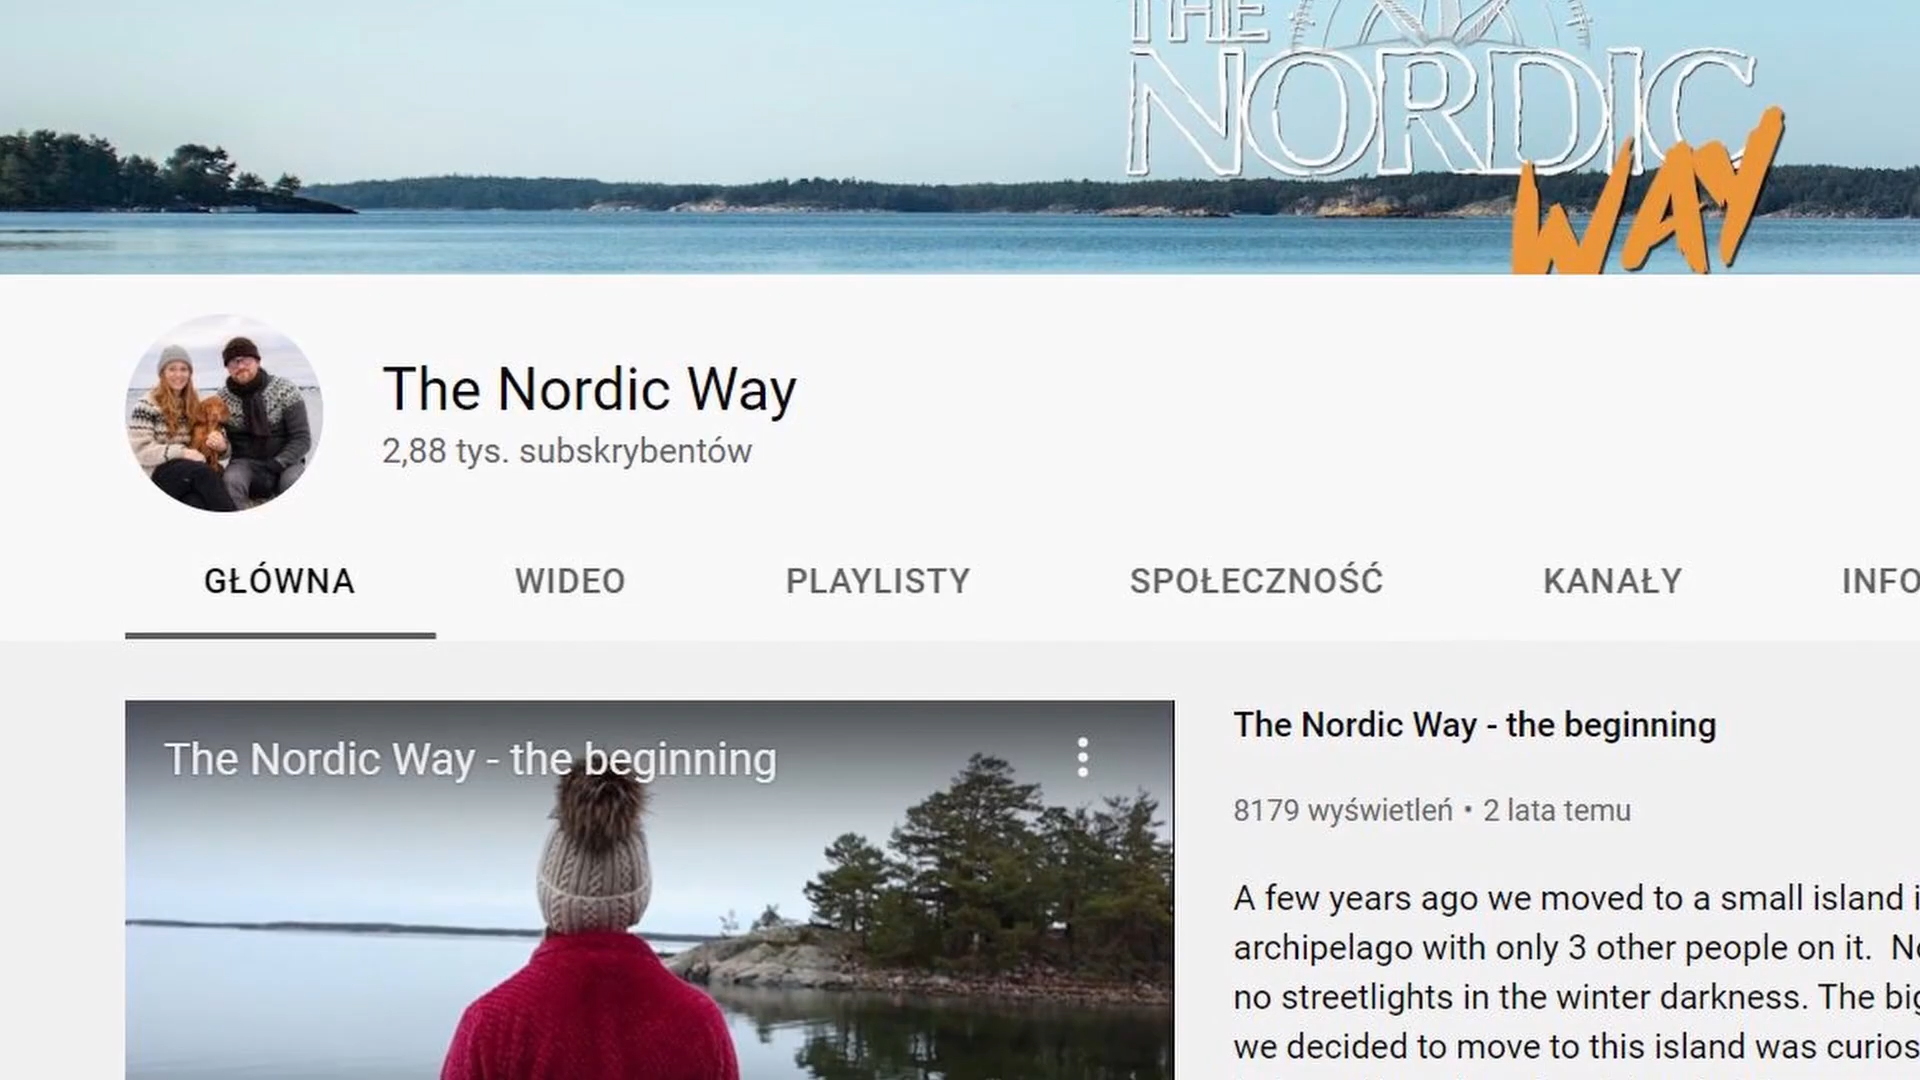 THE
NORDIC
WAY
The Nordic Way
2,88 tys. subskrybentów
GŁÓWNA WIDEO PLAYLISTY SPOŁECZNOŚĆ KANAŁY INFO
The Nordic Way - the beginning
The Nordic Way - the beginning
8179 wyświetleń • 2 lata temu
A few years ago we moved to a small island
archipelago with only 3 other people on it.
no streetlights in the winter darkness. The
we decided to move to this island was